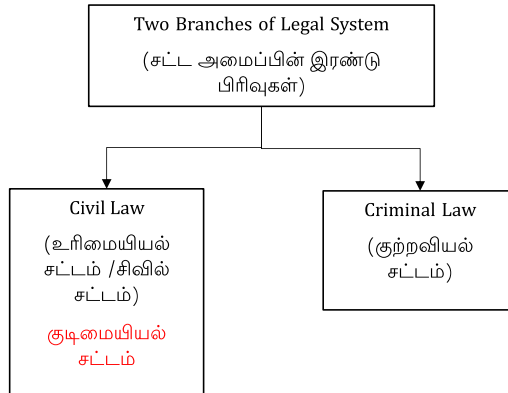 Two Branches of Legal System
(சட்ட அமைப்பின் இரண்டு
பிரிவுகள்)
Civil Law
(உரிமையியல்
சட்டம் /சிவில்
சட்டம்)
குடிமையியல்
சட்டம்
Criminal Law
(குற்றவியல்
சட்டம்)